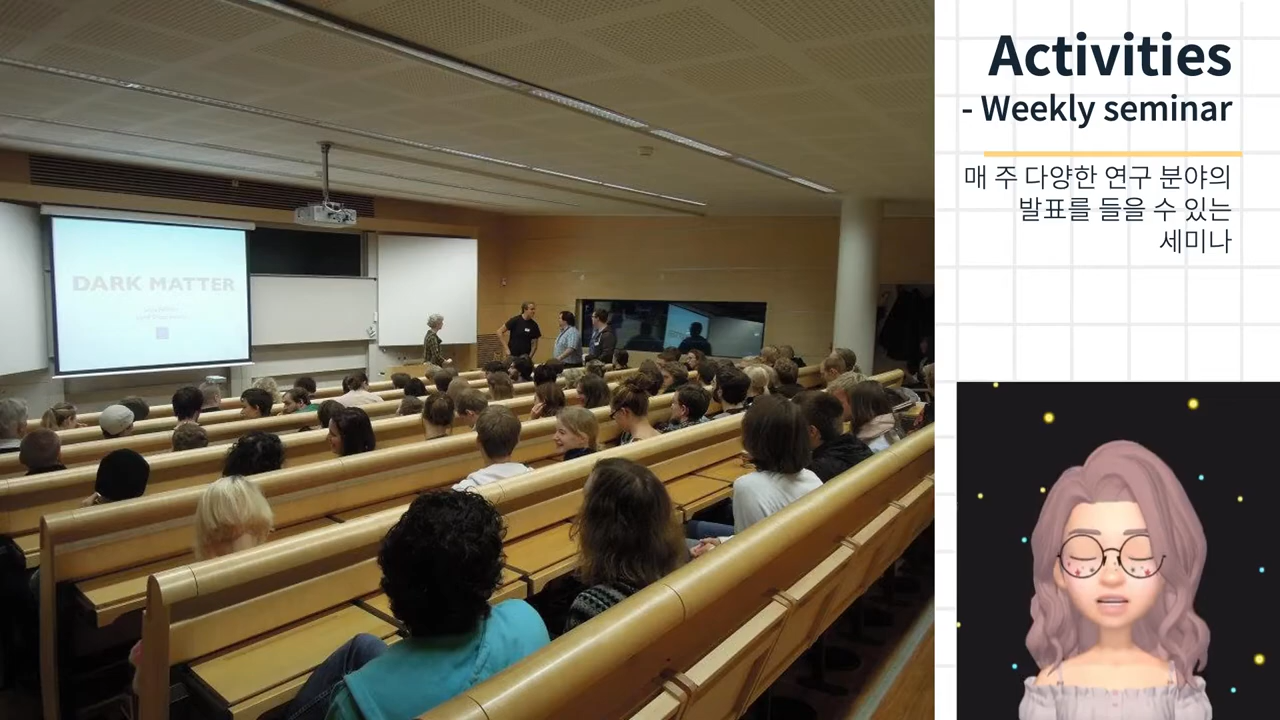 Activities
- Weekly seminar
매 주 다양한 연구 분야의
발표를 들을 수 있는
세미나
DARK MATTER